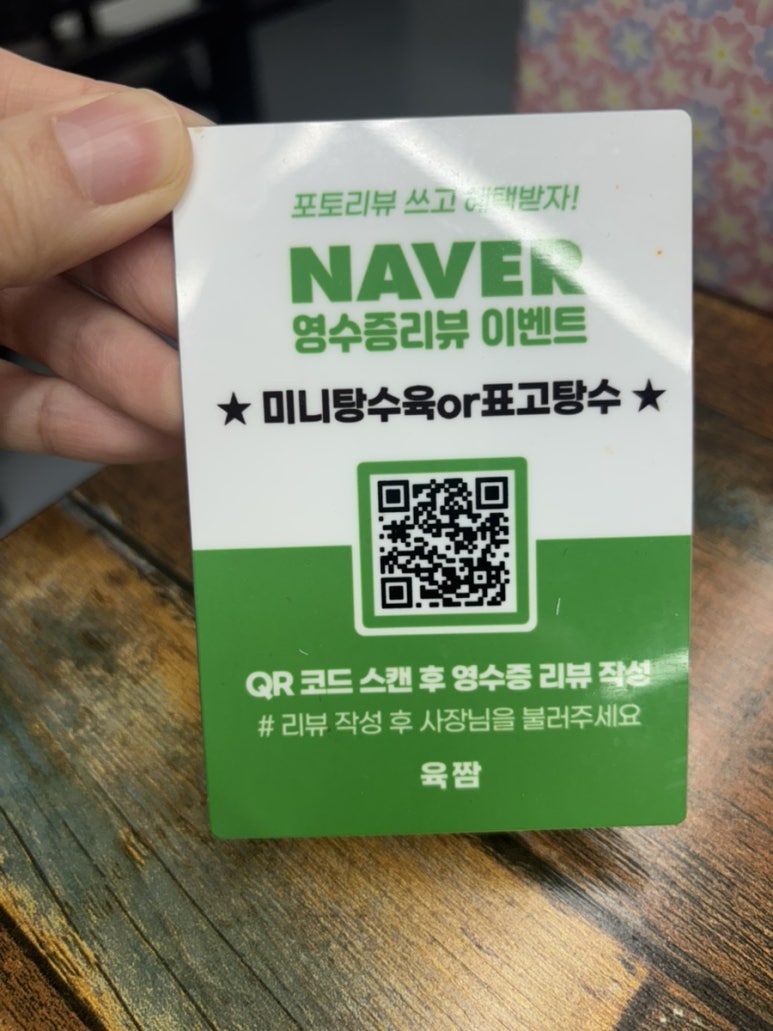 포토리뷰 쓰고 혜택받자!
NAVER
영수증리뷰 이벤트
★ 미니탕수육or표고탕수 ★
QR 코드 스캔 후 영수증 리뷰 작성
# 리뷰 작성 후 사장님을 불러주세요
육짬